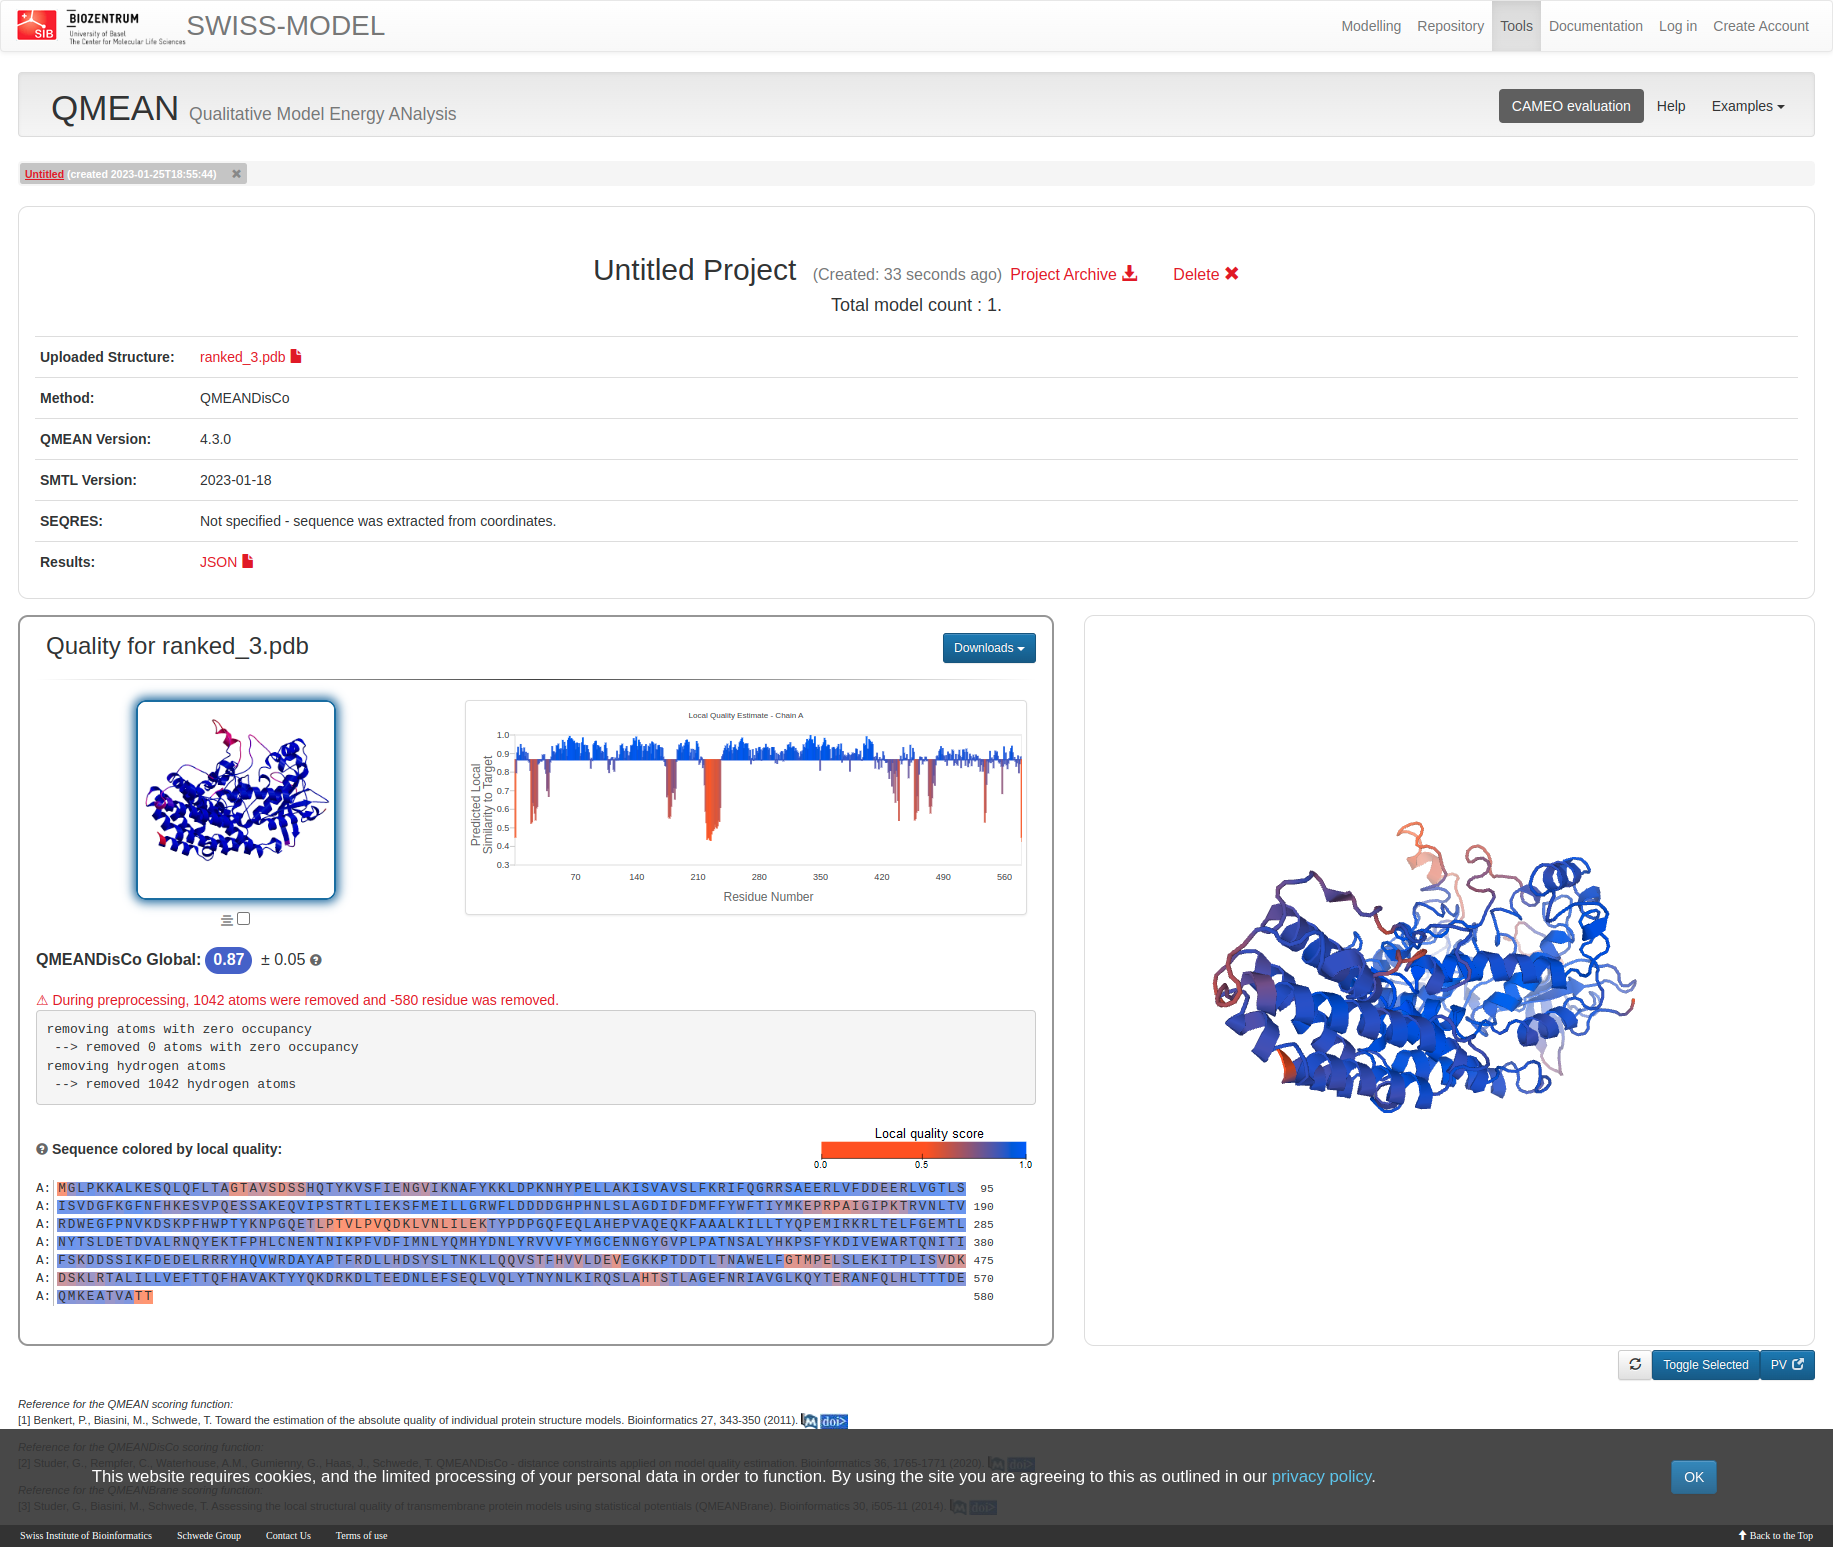 SIB
BIOZENTRUM
University of Basel
The Center for Molecular Life Sciences
SWISS-MODEL
Modelling Repository Tools Documentation Log in Create Account
QMEAN Qualitative Model Energy ANalysis
CAMEO evaluation Help Examples
Untitled (created 2023-01-25T18:55:44)
Untitled Project (Created: 33 seconds ago) Project Archive Delete
Total model count : 1.
Uploaded Structure: ranked_3.pdb
Method: QMEANDisCo
QMEAN Version: 4.3.0
SMTL Version: 2023-01-18
SEQRES: Not specified - sequence was extracted from coordinates.
Results: JSON
Quality for ranked_3.pdb
Downloads
Local Quality Estimate - Chain A
Predicted Local
Similarity to Target
1.0
0.9
0.8
0.7
0.6
0.5
0.4
0.3
70 140 210 280 350 420 490 560
Residue Number
QMEANDisCo Global: 0.87 ± 0.05
⚠ During preprocessing, 1042 atoms were removed and -580 residue was removed.
removing atoms with zero occupancy
--> removed 0 atoms with zero occupancy
removing hydrogen atoms
--> removed 1042 hydrogen atoms
Sequence colored by local quality:
Local quality score
0.0 0.5 1.0
A: MGLPKKALKESQLQFLTAGTAVSDSSHQTYKVSFIENGVIKNAFYKKLDPKNHYPELLAKISVAVSLFKRIFQGRRSAEERLVFDDEERLVGTLS 95
A: ISVDGFKGFNFHKESVPQESSAKEQVIPSTRTLIEKSFMEILLGRWFLDDDDGHPHNLSLAGDIDFDMFFYWFTIYMKEPRPAIGIPKTRVNLTV 190
A: RDWEGFPNVKDSKPFHWPTYKNPGQETLPTVLPVQDKLVNLILEKTYPDPGQFEQLAHEPVAQEQKFAAALKILLTYQPEMIRKRLTELFGEMTL 285
A: NYTSLDETDVALRNQYEKTFPHLCNENTNIKPFVDFIMNLYQMHYDNLYRVVVFYMGCENNGYGVPLPATNSALYHKPSFYKDIVEWARTQNITI 380
A: FSKDDSSIKFDEDELRRRYHQVWRDAYAPTFRDLLHDSYSLTNKLLQQVSTFHVVLDEVEGKKPTDDTLTNAWELFGTMPELSLEKITPLISVDK 475
A: DSKLRTALILLVEFTTQFHAVAKTYYQKDRKDLTEEDNLEFSEQLVQLYTNYNLKIRQSLAHTSTLAGEFNRIAVGLKQYTERANFQLHLTTTDE 570
A: QMKEATVATT 580
Toggle Selected PV
Reference for the QMEAN scoring function:
[1] Benkert, P., Biasini, M., Schwede, T. Toward the estimation of the absolute quality of individual protein structure models. Bioinformatics 27, 343-350 (2011). doi>
Reference for the QMEANDisCo scoring function:
[2] Studer, G., Rempfer, C., Waterhouse, A.M., Gumienny, G., Haas, J., Schwede, T. QMEANDisCo - distance constraints applied on model quality estimation. Bioinformatics 36, 1765-1771 (2020). doi>
This website requires cookies, and the limited processing of your personal data in order to function. By using the site you are agreeing to this as outlined in our privacy policy.
OK
Reference for the QMEANBrane scoring function:
[3] Studer, G., Biasini, M., Schwede, T. Assessing the local structural quality of transmembrane protein models using statistical potentials (QMEANBrane). Bioinformatics 30, i505-11 (2014). doi>
Swiss Institute of Bioinformatics Schwede Group Contact Us Terms of use Back to the Top